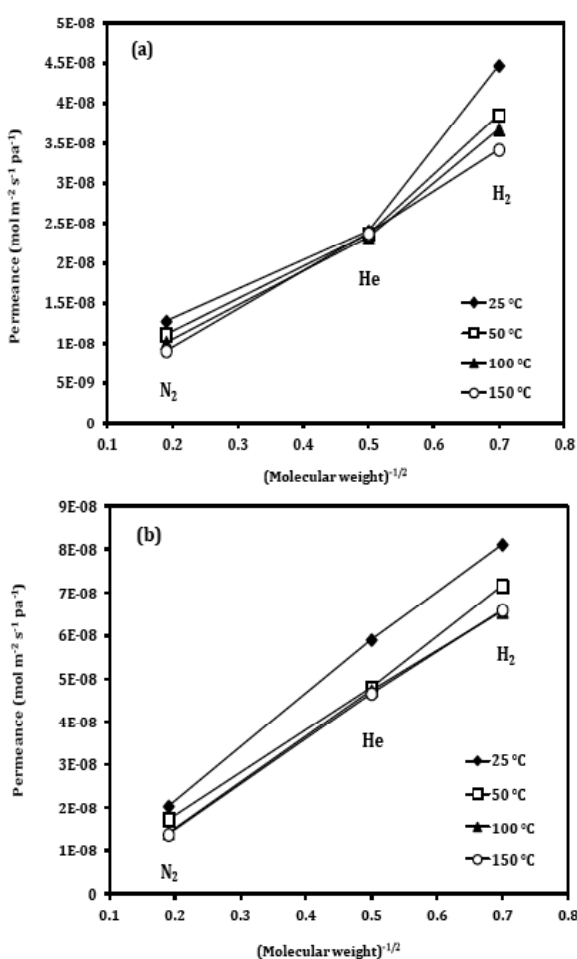 (a)
5E-08
4.5E-08
4E-08
3.5E-08
3E-08
2.5E-08
2E-08
1.5E-08
1E-08
5E-09
0
Permeance (mol m⁻² s⁻¹ pa⁻¹)
N₂
He
H₂
25 °C
50 °C
100 °C
150 °C
0.1 0.2 0.3 0.4 0.5 0.6 0.7 0.8
(Molecular weight)⁻¹/²
(b)
9E-08
8E-08
7E-08
6E-08
5E-08
4E-08
3E-08
2E-08
1E-08
0
Permeance (mol m⁻² s⁻¹ pa⁻¹)
N₂
He
H₂
25 °C
50 °C
100 °C
150 °C
0.1 0.2 0.3 0.4 0.5 0.6 0.7 0.8
(Molecular weight)⁻¹/²